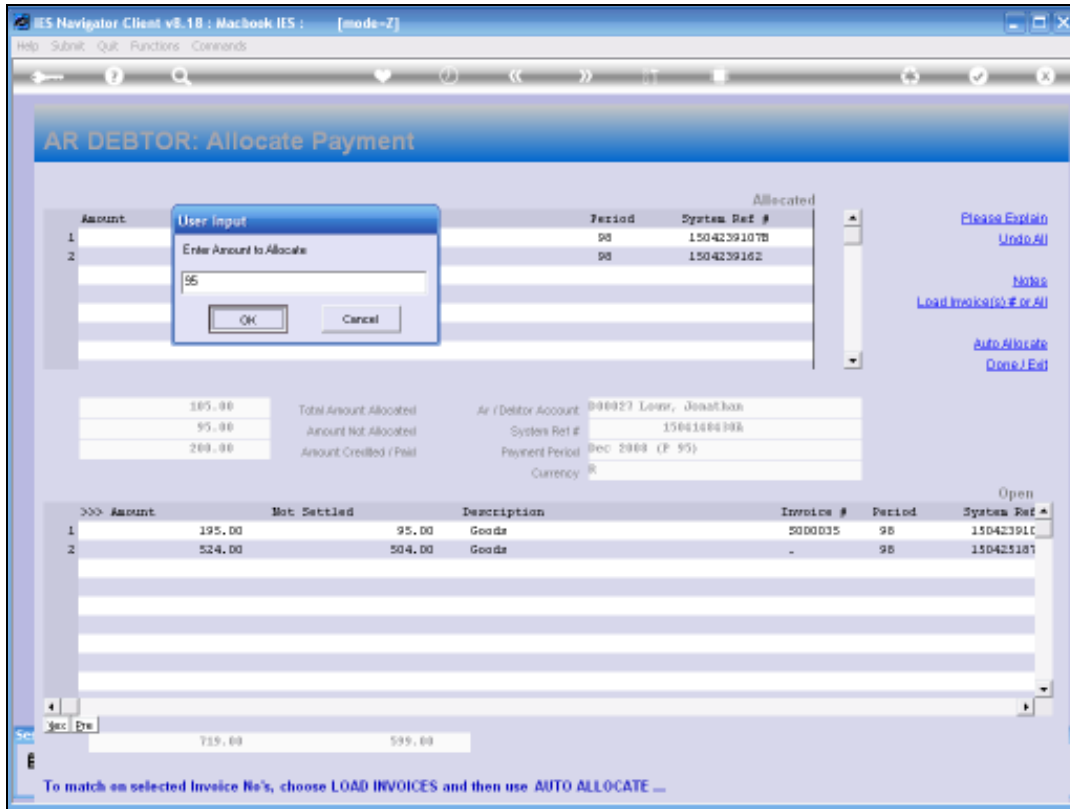 IES Navigator Client v8.18 : Macbook IES : [mode=Z]
Help Submit Quit Functions Commands
AR DEBTOR: Allocate Payment
Allocated
Amount Period System Ref #
1 98 1504239107B
2 98 1504239162
User Input
Enter Amount to Allocate
95
OK Cancel
Please Explain
Undo All
Notes
Load Invoice(s) # or All
Auto Allocate
Done / Exit
105.00 Total Amount Allocated Ar / Debtor Account D00027 Louw, Jonathan
95.00 Amount Not Allocated System Ref #
200.00 Amount Credited / Paid Payment Period Dec 2008 (P 95)
Currency R
Open
>>> Amount Not Settled Description Invoice # Period System Ref
1 195.00 95.00 Goods S000035 98 15042391
2 524.00 504.00 Goods . 98 15042518
719.00 599.00
To match on selected Invoice No's, choose LOAD INVOICES and then use AUTO ALLOCATE ...